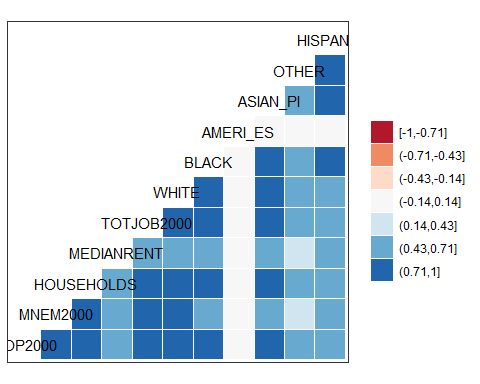 HISPAN
OTHER
ASIAN_PI
AMERI_ES
BLACK
WHITE
TOTJOB2000
MEDIANRENT
HOUSEHOLDS
MNEM2000
OP2000
[-1,-0.71]
(-0.71,-0.43]
(-0.43,-0.14]
(-0.14,0.14]
(0.14,0.43]
(0.43,0.71]
(0.71,1]